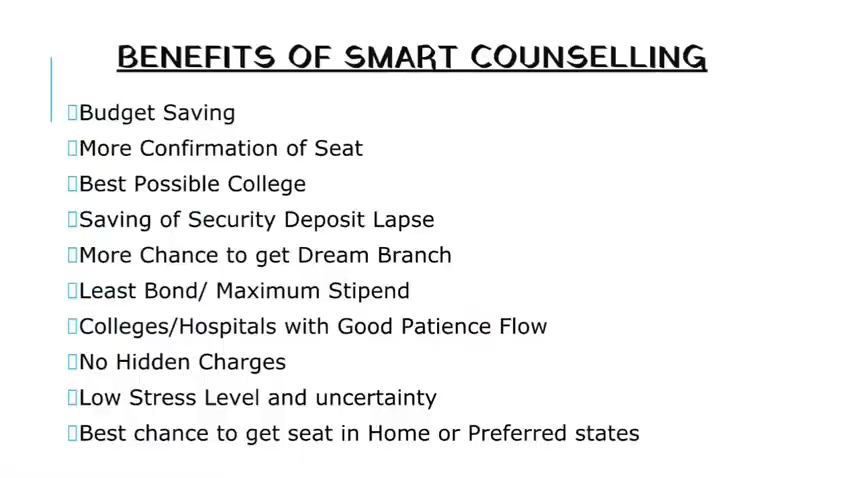 BENEFITS OF SMART COUNSELLING
Budget Saving
More Confirmation of Seat
Best Possible College
Saving of Security Deposit Lapse
More Chance to get Dream Branch
Least Bond/ Maximum Stipend
Colleges/Hospitals with Good Patience Flow
No Hidden Charges
Low Stress Level and uncertainty
Best chance to get seat in Home or Preferred states